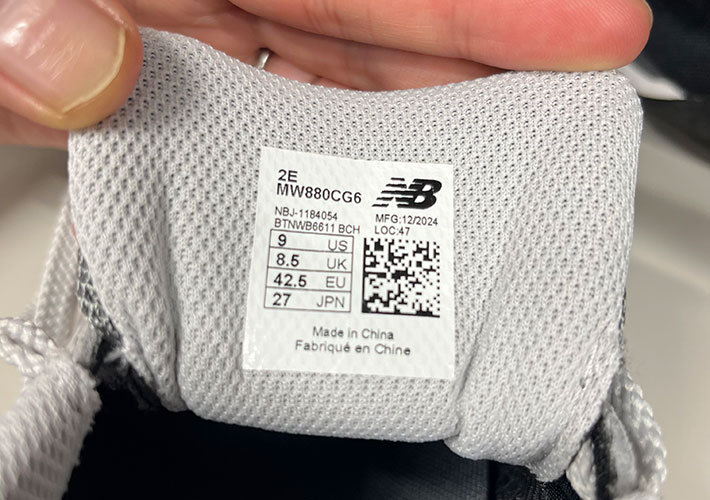 2E
MW880CG6
NB
NBJ-1184054
BTNWB6611 BCH
MFG:12/2024
LOC:47
9 US
8.5 UK
42.5 EU
27 JPN
Made in China
Fabriqué en Chine